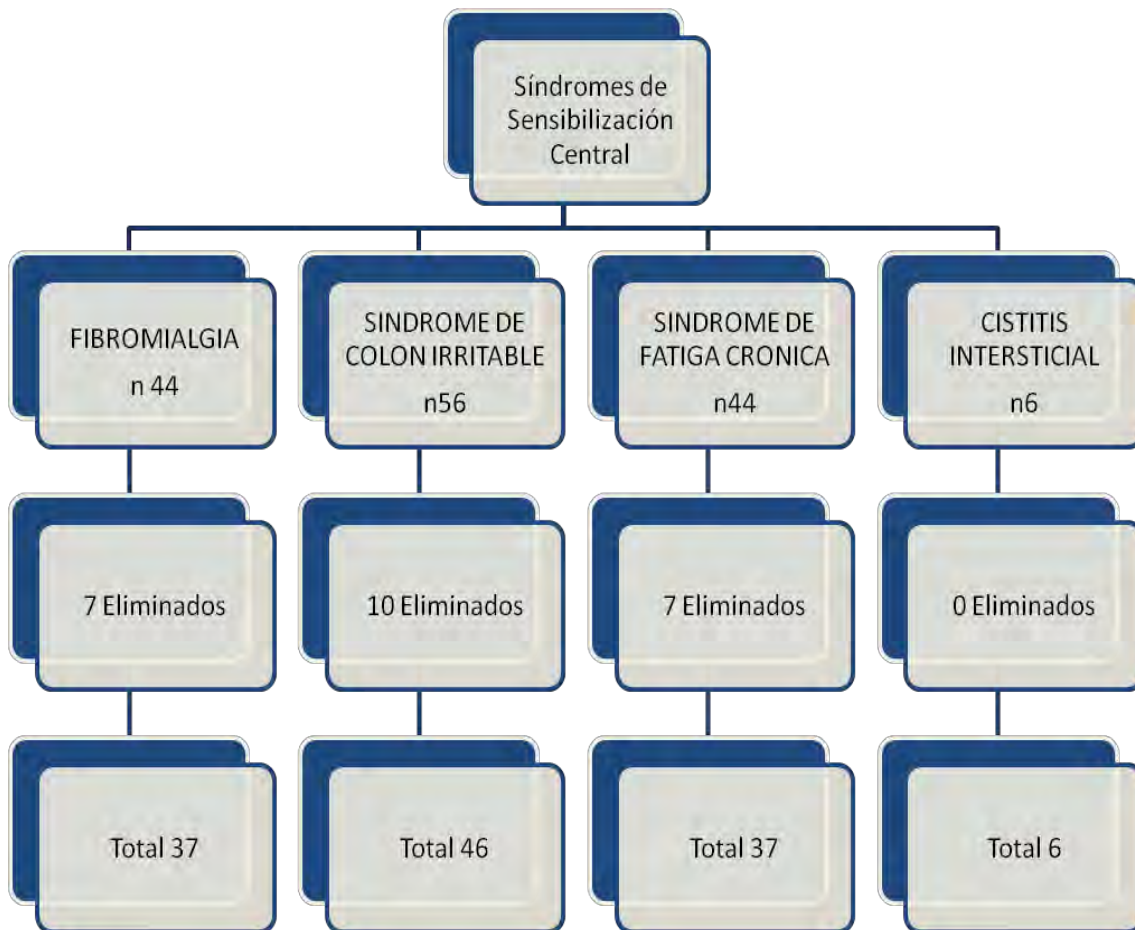 Síndromes de
Sensibilización
Central
FIBROMIALGIA
n 44
SINDROME DE
COLON IRRITABLE
n56
SINDROME DE
FATIGA CRONICA
n44
CISTITIS
INTERSTICIAL
n6
7 Eliminados
10 Eliminados
7 Eliminados
0 Eliminados
Total 37
Total 46
Total 37
Total 6